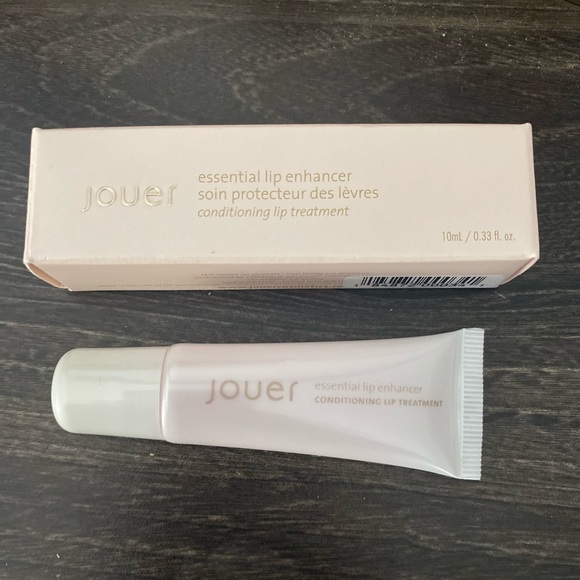 jouer
essential lip enhancer
soin protecteur des lèvres
conditioning lip treatment
10mL / 0.33 fl. oz.
jouer
essential lip enhancer
CONDITIONING LIP TREATMENT